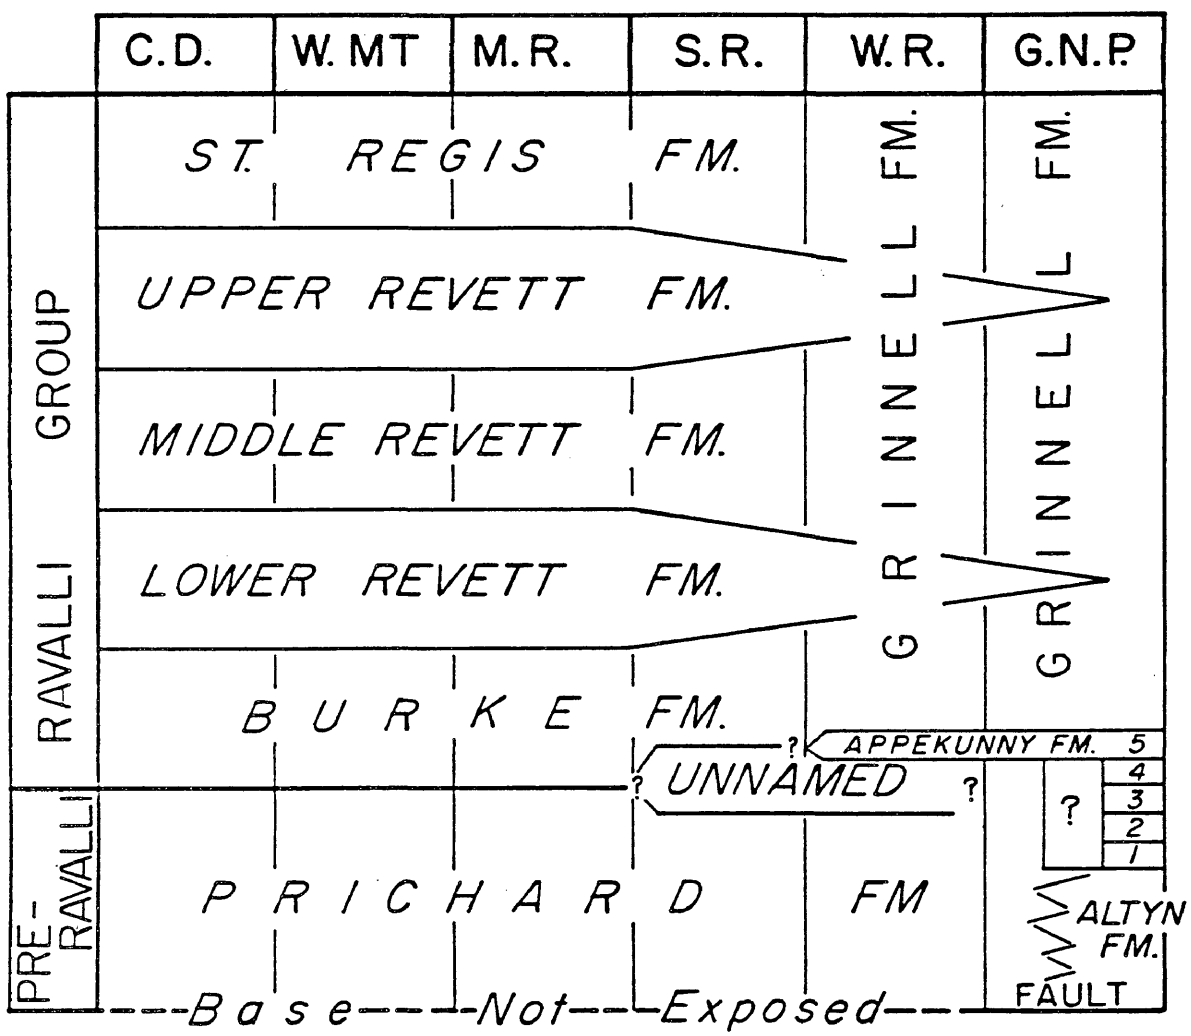 C.D. W.MT M.R. S.R. W.R. G.N.P.
RAVALLI GROUP
PRE-RAVALLI
ST. REGIS FM.
UPPER REVETT FM.
MIDDLE REVETT FM.
LOWER REVETT FM.
BURKE FM.
GRINNELL FM.
GRINNELL FM.
? APPEKUNNY FM. 5
? UNNAMED ?
?
4
3
2
1
PRICHARD FM
ALTYN
FM.
FAULT
Base Not Exposed